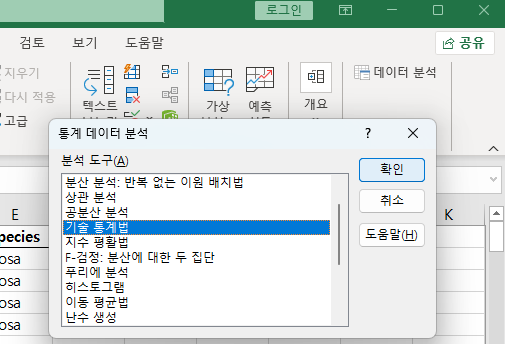 로그인
검토 보기 도움말 공유
지우기
다시 적용
고급
텍스트
가상
예측
개요
데이터 분석
통계 데이터 분석
분석 도구(A)
분산 분석: 반복 없는 이원 배치법
상관 분석
공분산 분석
기술 통계법
지수 평활법
F-검정: 분산에 대한 두 집단
푸리에 분석
히스토그램
이동 평균법
난수 생성
확인
취소
도움말(H)
E K
pecies
osa
osa
osa
osa